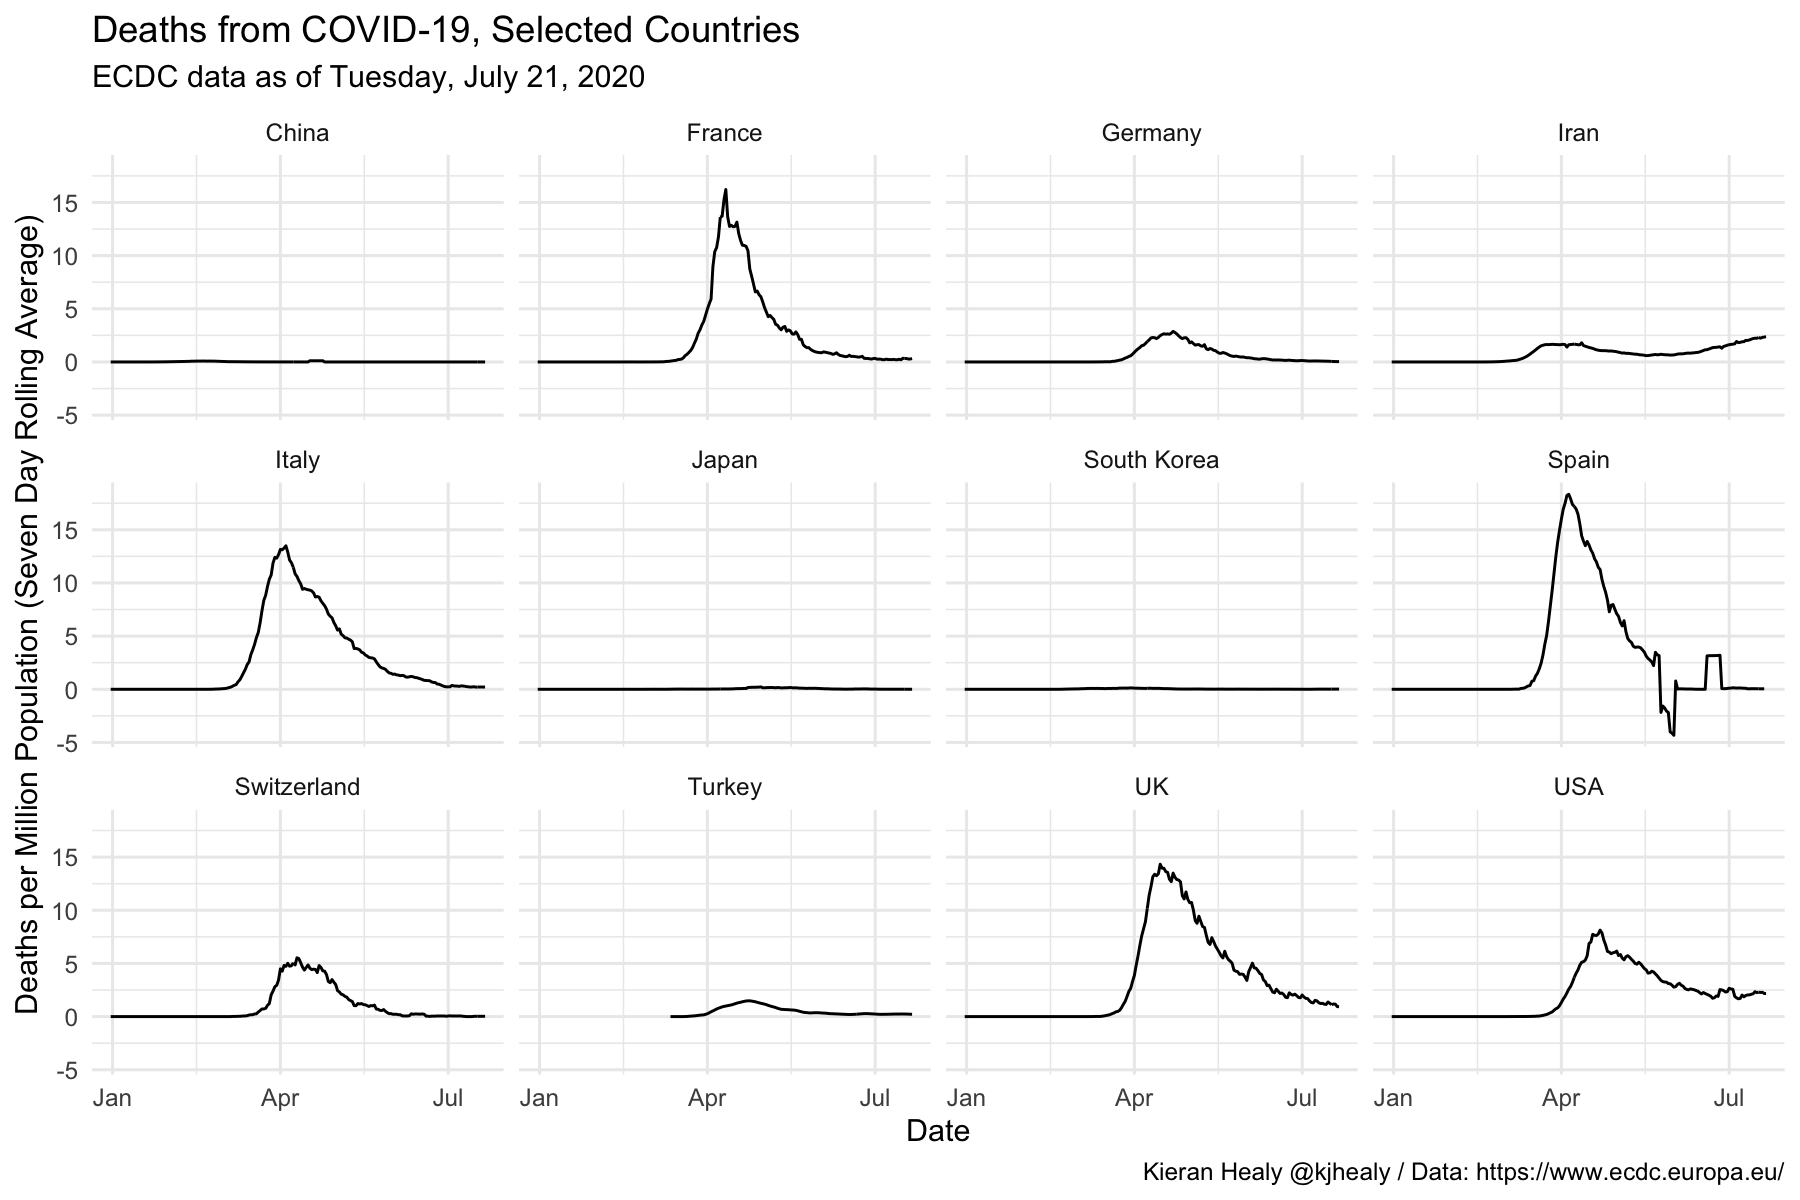 Deaths from COVID-19, Selected Countries
ECDC data as of Tuesday, July 21, 2020
China France Germany Iran
15
10
5
0
-5
Italy Japan South Korea Spain
15
10
5
0
-5
Switzerland Turkey UK USA
15
10
5
0
-5
Deaths per Million Population (Seven Day Rolling Average)
Jan Apr Jul Jan Apr Jul Jan Apr Jul Jan Apr Jul
Date
Kieran Healy @kjhealy / Data: https://www.ecdc.europa.eu/